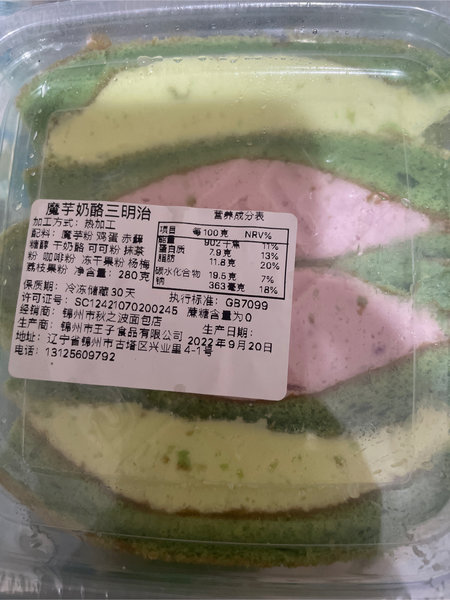 魔芋奶酪三明治
加工方式：热加工
配料：魔芋粉 鸡蛋 赤藓
糖醇 干奶酪 可可粉 抹茶
粉 咖啡粉 冻干果粉 杨梅
荔枝果粉 净含量：280克
营养成分表
项目 每100克 NRV%
能量 902千焦 11%
蛋白质 7.9克 13%
脂肪 11.8克 20%
碳水化合物 19.5克 7%
钠 363毫克 18%
保质期：冷冻储藏30天 执行标准：GB7099
许可证号：SC12421070200245 蔗糖含量为0
经销商：锦州市秋之波面包店
生产商：锦州市王子食品有限公司 生产日期：
地址：辽宁省锦州市古塔区兴业里4-1号 2022年9月20日
电话：13125609792